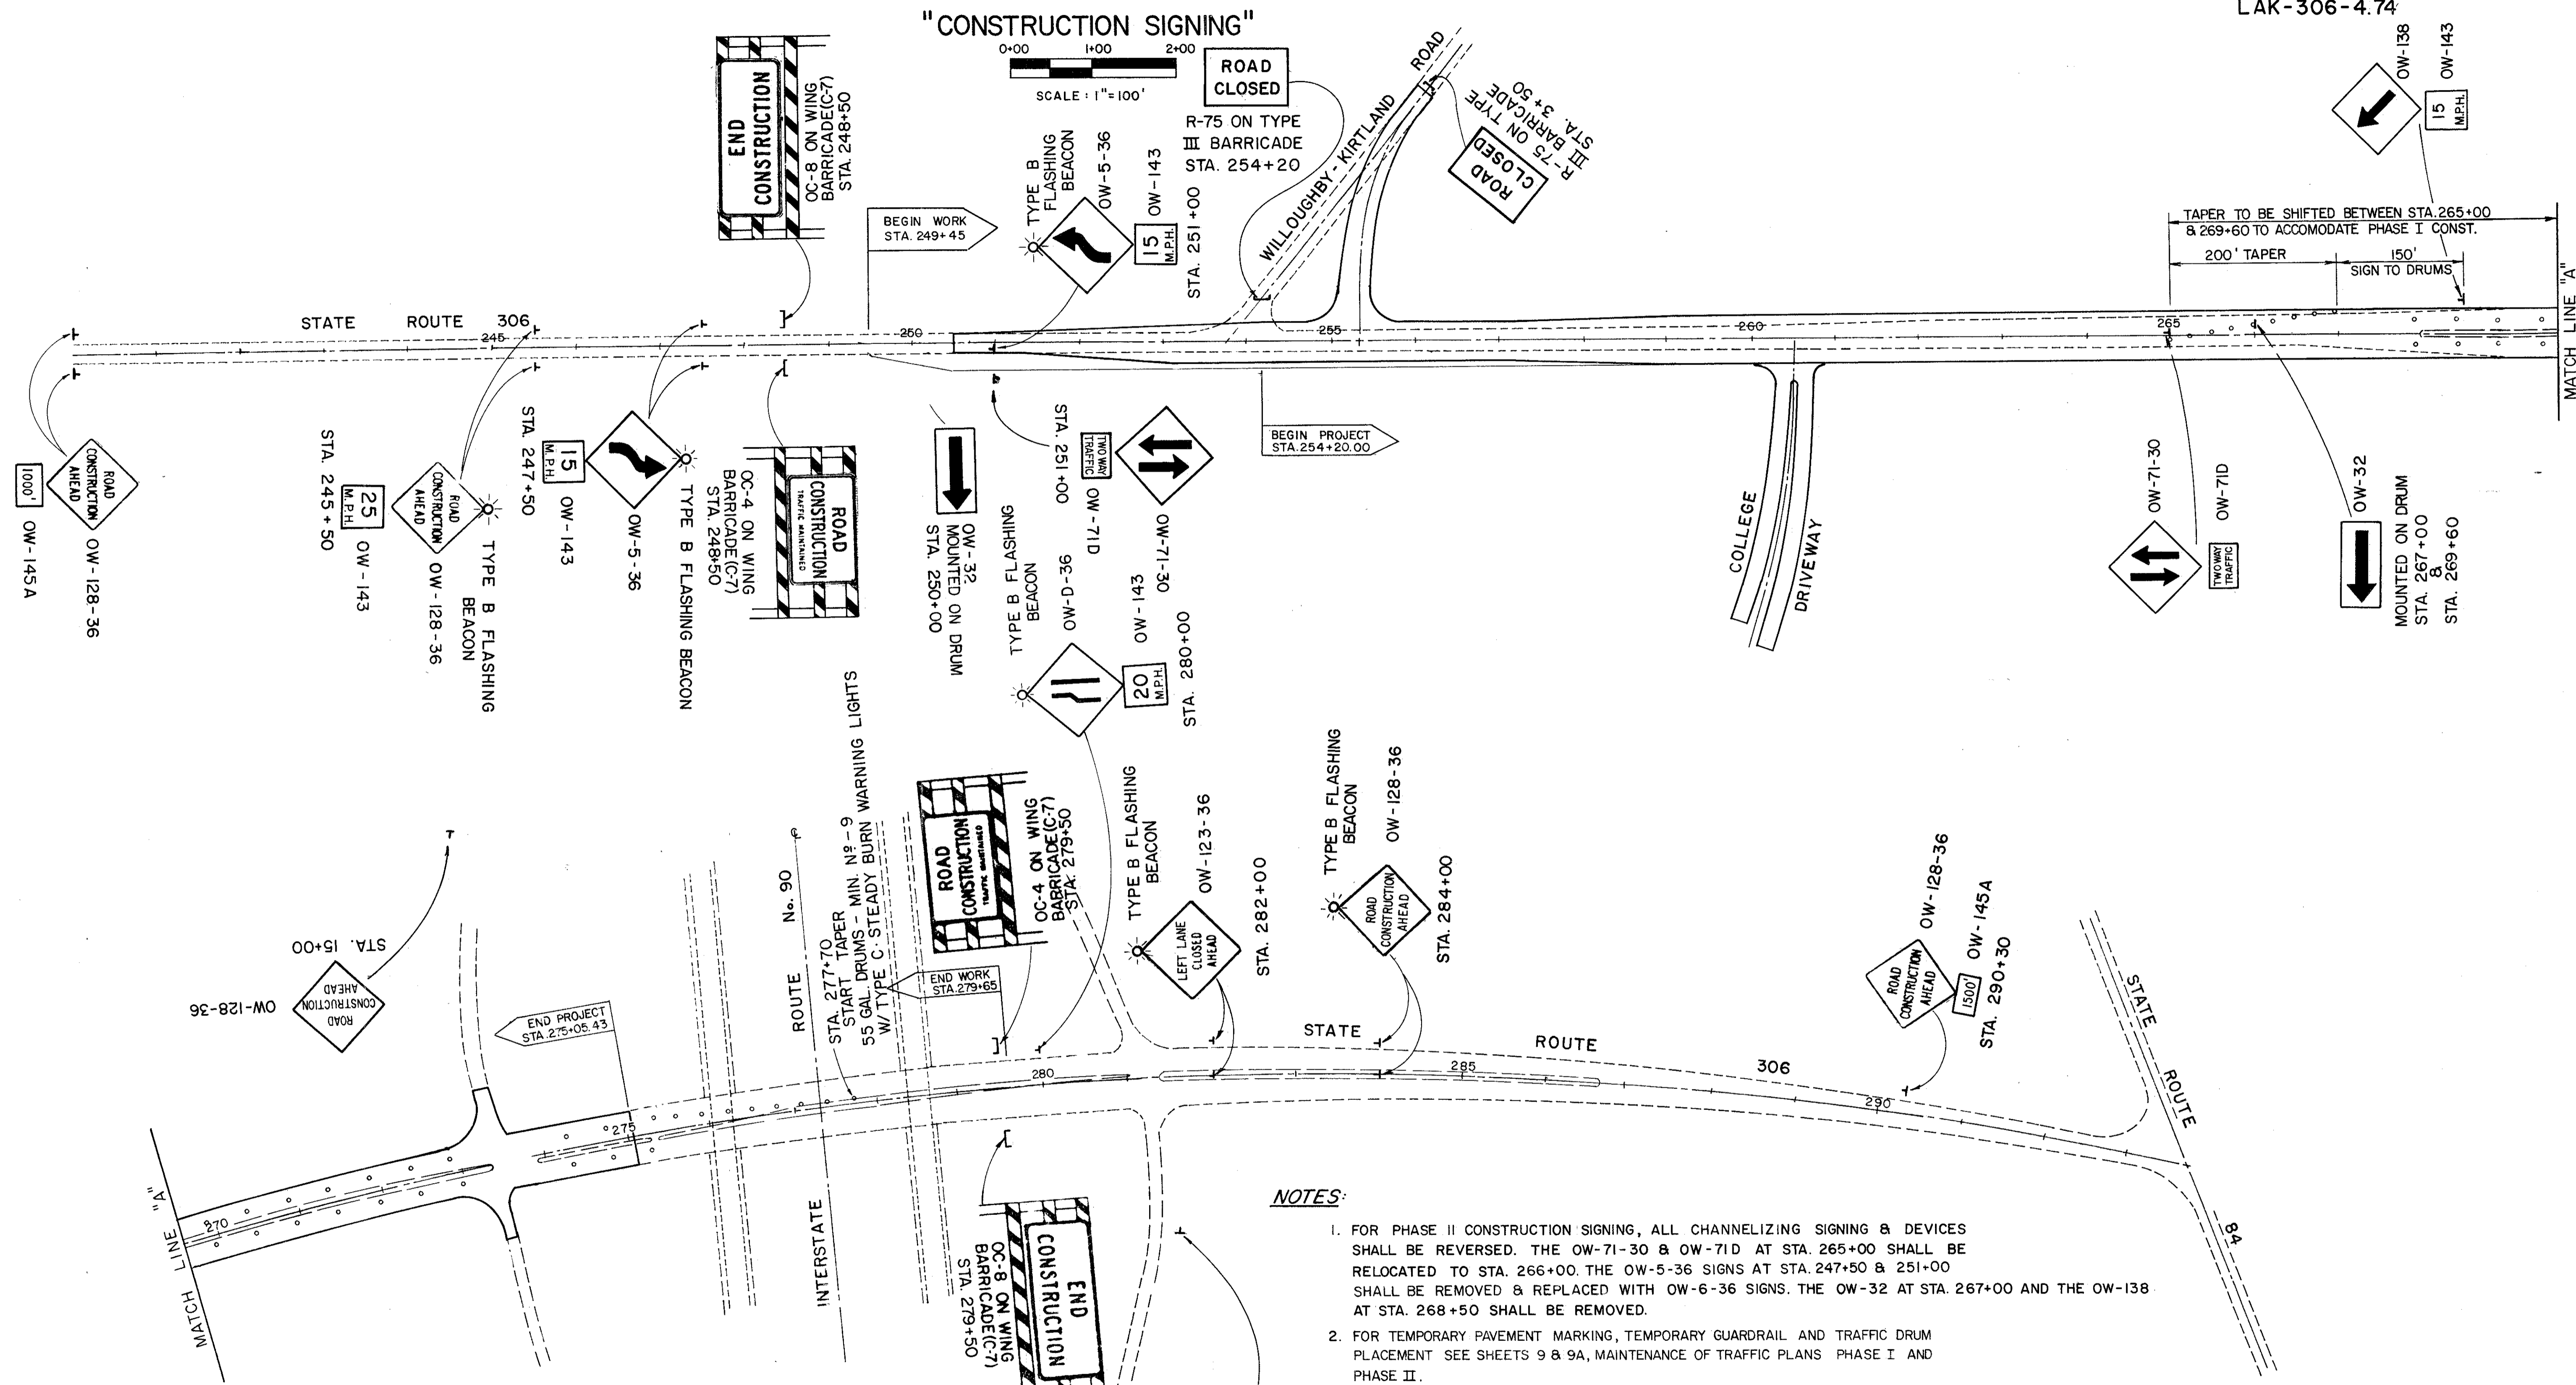 "CONSTRUCTION SIGNING"
LAK-306-4.74
0+00 1+00 2+00
SCALE : 1"=100'
END
CONSTRUCTION
OC-8 ON WING
BARRICADE(C-7)
STA. 248+50
BEGIN WORK
STA. 249+45
TYPE B
FLASHING
BEACON
OW-5-36
15
M.P.H.
OW-143
STA. 251+00
ROAD
CLOSED
R-75 ON TYPE
III BARRICADE
STA. 254+20
WILLOUGHBY-KIRTLAND ROAD
ROAD
CLOSED
R-75 ON TYPE
III BARRICADE
STA. 3+50
OW-138
OW-143
15
M.P.H.
TAPER TO BE SHIFTED BETWEEN STA.265+00
& 269+60 TO ACCOMODATE PHASE I CONST.
200' TAPER
150'
SIGN TO DRUMS
MATCH LINE "A"
STATE ROUTE 306
245
250
255
260
265
1000'
OW-145A
ROAD
CONSTRUCTION
AHEAD
OW-128-36
STA. 245+50
25
M.P.H.
OW-143
ROAD
CONSTRUCTION
AHEAD
OW-128-36
TYPE B FLASHING
BEACON
STA. 247+50
15
M.P.H.
OW-143
OW-5-36
TYPE B FLASHING BEACON
ROAD
CONSTRUCTION
TRAFFIC MAINTAINED
OC-4 ON WING
BARRICADE(C-7)
STA. 248+50
OW-32
MOUNTED ON DRUM
STA. 250+00
STA. 251+00
TWO WAY
TRAFFIC
OW-71D
OW-71-30
BEGIN PROJECT
STA.254+20.00
COLLEGE
DRIVEWAY
OW-71-30
TWO WAY
TRAFFIC
OW-71D
OW-32
MOUNTED ON DRUM
STA. 267+00
&
STA. 269+60
TYPE B FLASHING
BEACON
OW-D-36
20
M.P.H.
OW-143
STA. 280+00
ROAD
CONSTRUCTION
TRAFFIC MAINTAINED
OC-4 ON WING
BARRICADE(C-7)
STA. 279+50
TYPE B FLASHING
BEACON
LEFT LANE
CLOSED
AHEAD
OW-123-36
STA. 282+00
TYPE B FLASHING
BEACON
ROAD
CONSTRUCTION
AHEAD
OW-128-36
STA. 284+00
ROAD
CONSTRUCTION
AHEAD
OW-128-36
1500'
OW-145A
STA. 290+30
STATE ROUTE 84
STA. 15+00
ROAD
CONSTRUCTION
AHEAD
OW-128-36
END PROJECT
STA.275+05.43
INTERSTATE ROUTE No. 90
STA. 277+70
START TAPER
55 GAL. DRUMS - MIN. Nº - 9
W/ TYPE C STEADY BURN WARNING LIGHTS
END WORK
STA.279+65
STATE ROUTE 306
270
275
280
285
290
MATCH LINE "A"
END
CONSTRUCTION
OC-8 ON WING
BARRICADE(C-7)
STA. 279+50
NOTES:
1. FOR PHASE II CONSTRUCTION SIGNING, ALL CHANNELIZING SIGNING & DEVICES
SHALL BE REVERSED. THE OW-71-30 & OW-71D AT STA. 265+00 SHALL BE
RELOCATED TO STA. 266+00. THE OW-5-36 SIGNS AT STA. 247+50 & 251+00
SHALL BE REMOVED & REPLACED WITH OW-6-36 SIGNS. THE OW-32 AT STA. 267+00 AND THE OW-138
AT STA. 268+50 SHALL BE REMOVED.
2. FOR TEMPORARY PAVEMENT MARKING, TEMPORARY GUARDRAIL AND TRAFFIC DRUM
PLACEMENT SEE SHEETS 9 & 9A, MAINTENANCE OF TRAFFIC PLANS PHASE I AND
PHASE II.